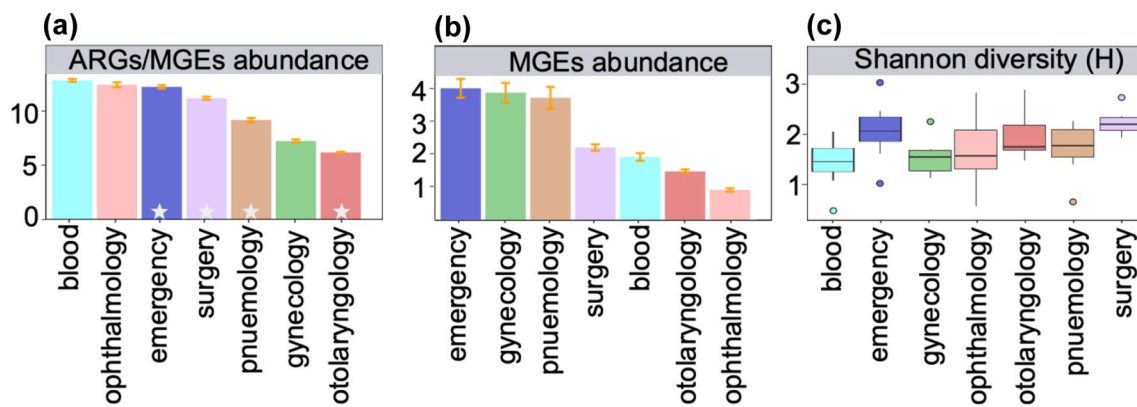 (a)
ARGs/MGEs abundance
10
5
0
blood
ophthalmology
emergency
surgery
pnuemology
gynecology
otolaryngology
(b)
MGEs abundance
4
3
2
1
emergency
gynecology
pnuemology
surgery
blood
otolaryngology
ophthalmology
(c)
Shannon diversity (H)
3
2
1
blood
emergency
gynecology
ophthalmology
otolaryngology
pnuemology
surgery